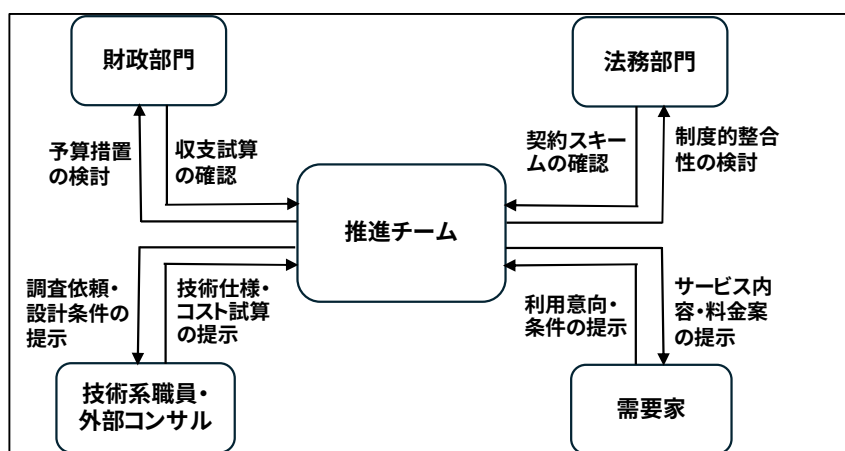 財政部門
法務部門
予算措置
の検討
収支試算
の確認
契約スキー
ムの確認
制度的整合
性の検討
推進チーム
調査依頼・
設計条件の
提示
技術仕様・
コスト試算
の提示
利用意向・
条件の提示
サービス内
容・料金案
の提示
技術系職員・
外部コンサル
需要家